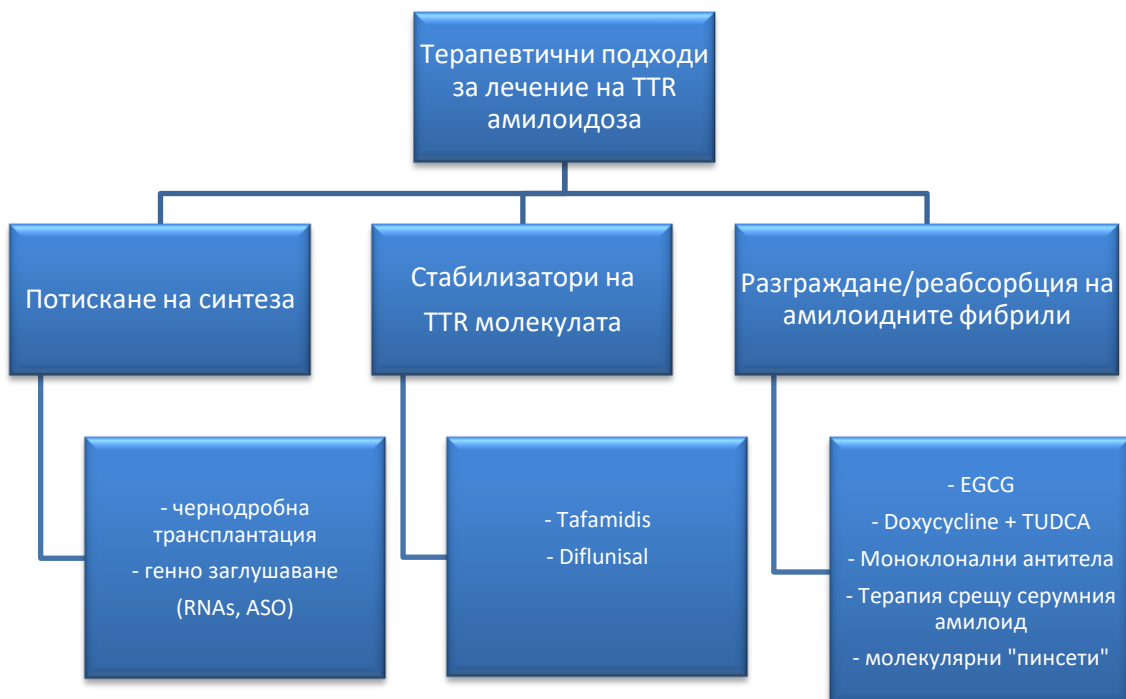 Терапевтични подходи
за лечение на TTR
амилоидоза
Потискане на синтеза
Стабилизатори на
TTR молекулата
Разграждане/реабсорбция на
амилоидните фибрили
- чернодробна
трансплантация
- генно заглушаване
(RNAs, ASO)
- Tafamidis
- Diflunisal
- EGCG
- Doxycycline + TUDCA
- Моноклонални антитела
- Терапия срещу серумния
амилоид
- молекулярни "пинсети"